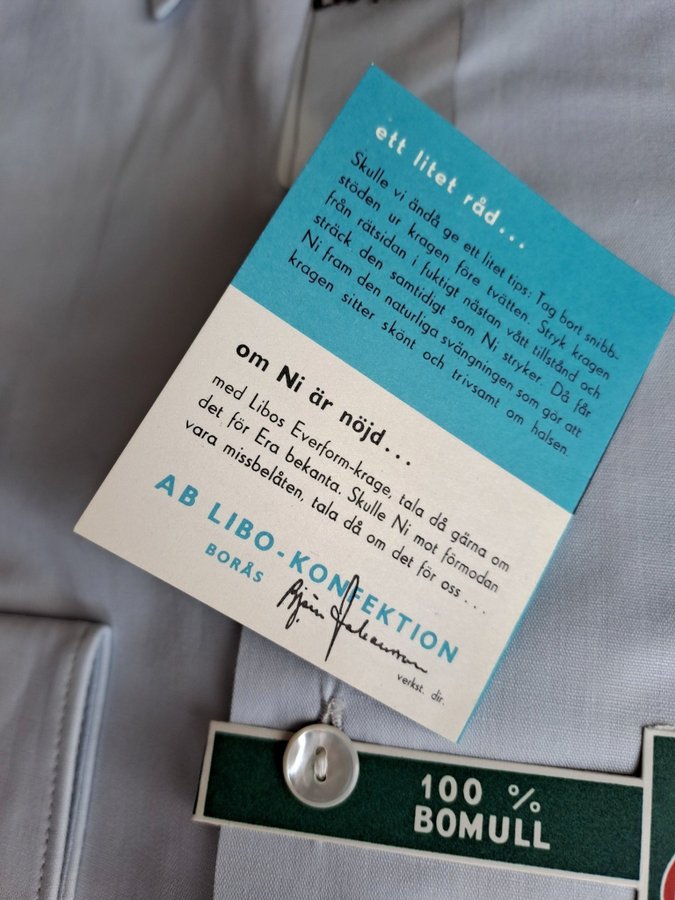 ett litet råd...
Skulle vi ändå ge ett litet tips: Tag bort snibb-
stöden ur kragen före tvätten. Stryk kragen
från rätsidan i fuktigt nästan vått tillstånd och
sträck den samtidigt som Ni stryker. Då får
Ni fram den naturliga svängningen som gör att
kragen sitter skönt och trivsamt om halsen.
om Ni är nöjd...
med Libos Everform-krage, tala då gärna om
det för Era bekanta. Skulle Ni mot förmodan
vara missbelåten, tala då om det för oss...
AB LIBO-KONFEKTION
BORÅS
verkst. dir.
100 %
BOMULL